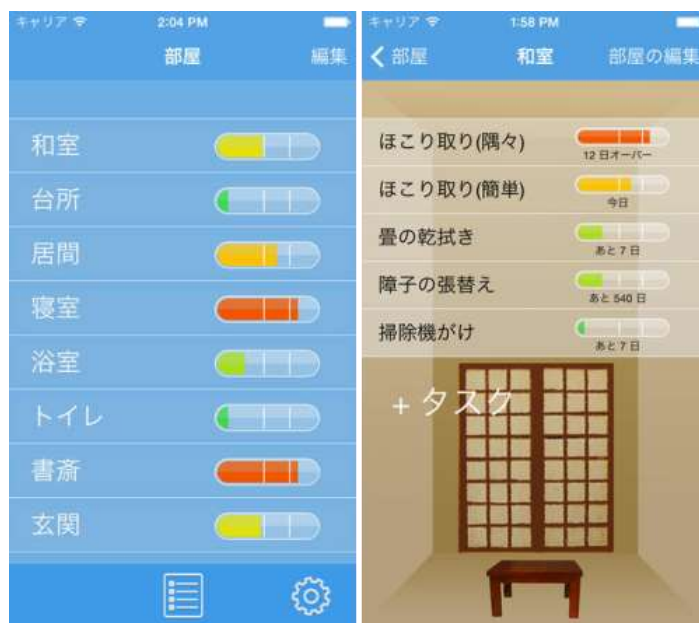 キャリア 2:04 PM
部屋 編集
和室
台所
居間
寝室
浴室
トイレ
書斎
玄関
キャリア 1:58 PM
部屋 和室 部屋の編集
ほこり取り(隅々)
12 日オーバー
ほこり取り(簡単)
今日
畳の乾拭き
あと 7 日
障子の張替え
あと 540 日
掃除機がけ
あと 7 日
+ タスク